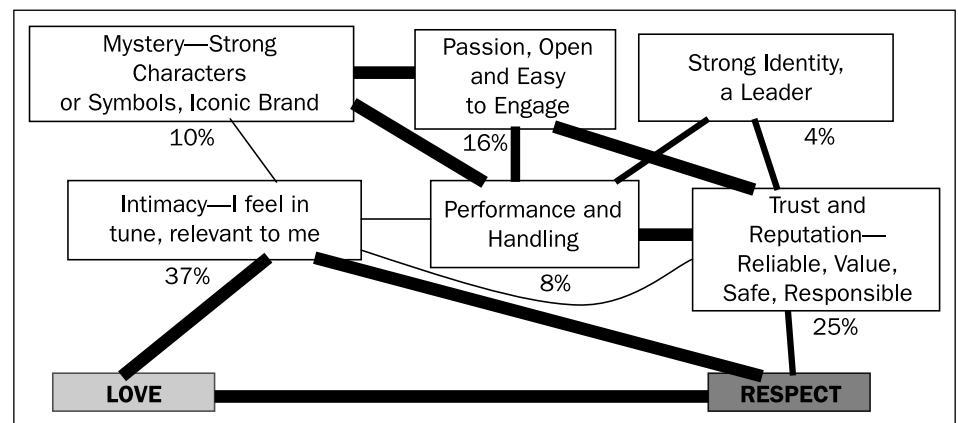 Mystery—Strong
Characters
or Symbols, Iconic Brand
10%
Passion, Open
and Easy
to Engage
16%
Strong Identity,
a Leader
4%
Intimacy—I feel in
tune, relevant to me
37%
Performance and
Handling
8%
Trust and
Reputation—
Reliable, Value,
Safe, Responsible
25%
LOVE
RESPECT